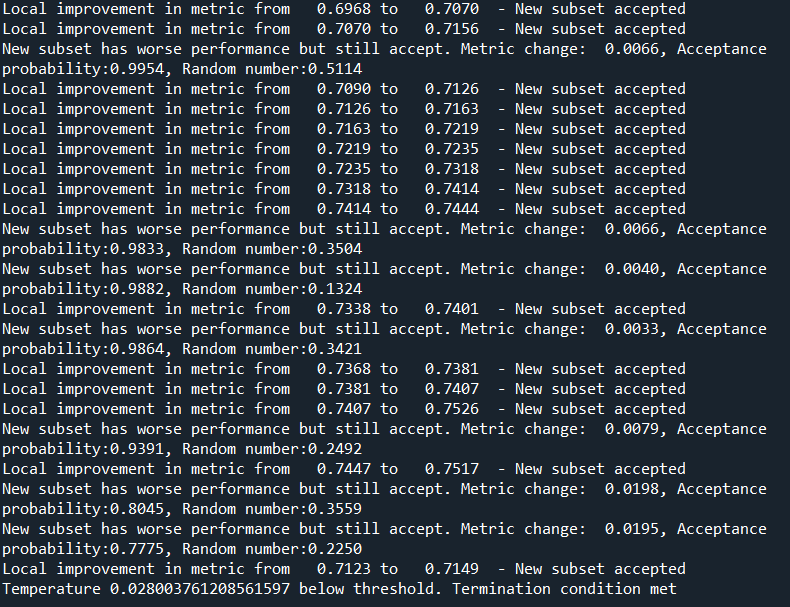 Local improvement in metric from   0.6968 to   0.7070  - New subset accepted
Local improvement in metric from   0.7070 to   0.7156  - New subset accepted
New subset has worse performance but still accept. Metric change:  0.0066, Acceptance
probability:0.9954, Random number:0.5114
Local improvement in metric from   0.7090 to   0.7126  - New subset accepted
Local improvement in metric from   0.7126 to   0.7163  - New subset accepted
Local improvement in metric from   0.7163 to   0.7219  - New subset accepted
Local improvement in metric from   0.7219 to   0.7235  - New subset accepted
Local improvement in metric from   0.7235 to   0.7318  - New subset accepted
Local improvement in metric from   0.7318 to   0.7414  - New subset accepted
Local improvement in metric from   0.7414 to   0.7444  - New subset accepted
New subset has worse performance but still accept. Metric change:  0.0066, Acceptance
probability:0.9833, Random number:0.3504
New subset has worse performance but still accept. Metric change:  0.0040, Acceptance
probability:0.9882, Random number:0.1324
Local improvement in metric from   0.7338 to   0.7401  - New subset accepted
New subset has worse performance but still accept. Metric change:  0.0033, Acceptance
probability:0.9864, Random number:0.3421
Local improvement in metric from   0.7368 to   0.7381  - New subset accepted
Local improvement in metric from   0.7381 to   0.7407  - New subset accepted
Local improvement in metric from   0.7407 to   0.7526  - New subset accepted
New subset has worse performance but still accept. Metric change:  0.0079, Acceptance
probability:0.9391, Random number:0.2492
Local improvement in metric from   0.7447 to   0.7517  - New subset accepted
New subset has worse performance but still accept. Metric change:  0.0198, Acceptance
probability:0.8045, Random number:0.3559
New subset has worse performance but still accept. Metric change:  0.0195, Acceptance
probability:0.7775, Random number:0.2250
Local improvement in metric from   0.7123 to   0.7149  - New subset accepted
Temperature 0.028003761208561597 below threshold. Termination condition met